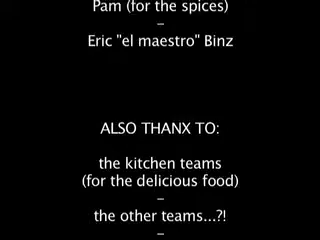 Pam (for the spices)
-
Eric "el maestro" Binz
ALSO THANX TO:
the kitchen teams
(for the delicious food)
-
the other teams...?!
-